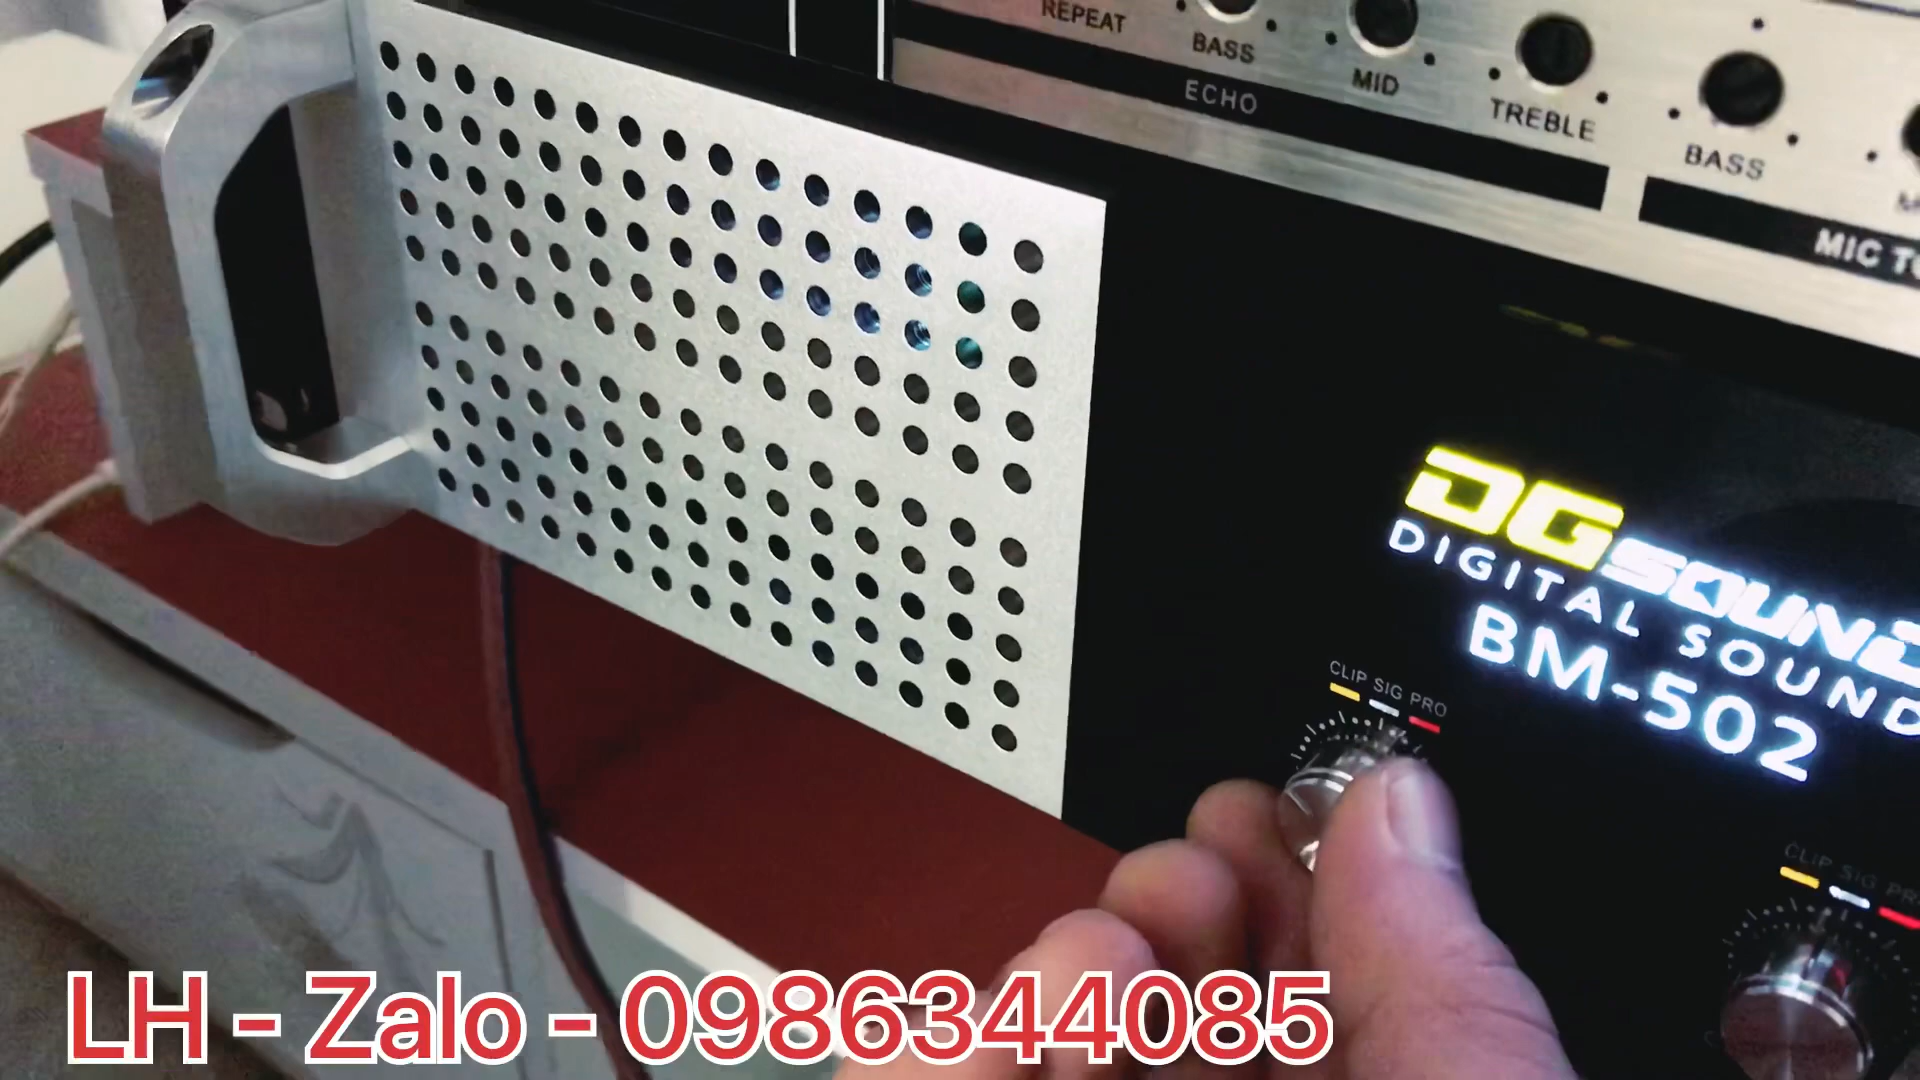 REPEAT
BASS
MID
TREBLE
BASS
ECHO
MIC
DG SOUND
DIGITAL SOUND
BM-502
CLIP SIG PRO
CLIP SIG
LH - Zalo - 0986344085